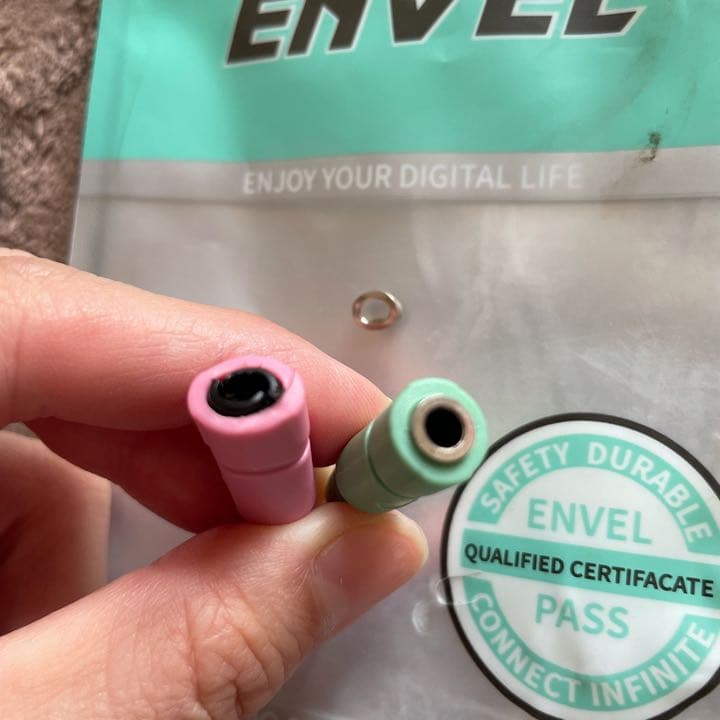 ENVEL
ENJOY YOUR DIGITAL LIFE
SAFETY DURABLE
ENVEL
QUALIFIED CERTIFACATE
PASS
CONNECT INFINITE